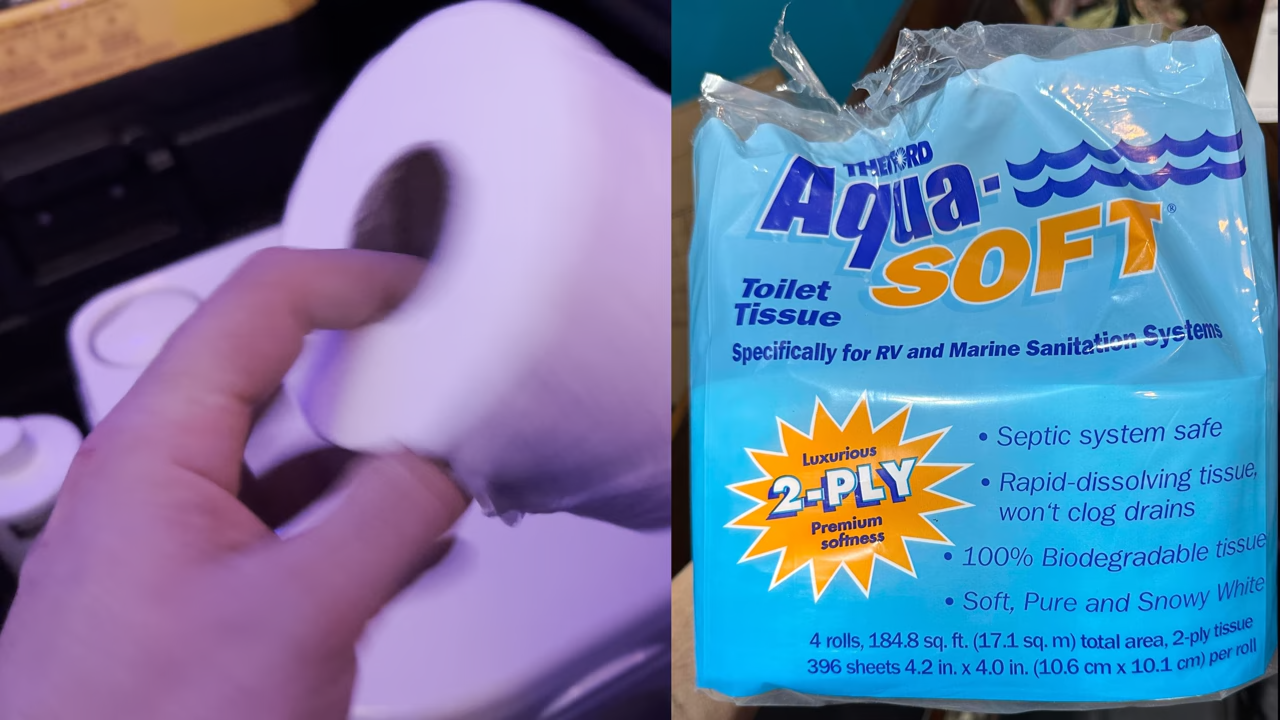 THETFORD
Aqua-
SOFT®
Toilet
Tissue
Specifically for RV and Marine Sanitation Systems
Luxurious
2-PLY
Premium
softness
• Septic system safe
• Rapid-dissolving tissue,
won't clog drains
• 100% Biodegradable tissue
• Soft, Pure and Snowy White
4 rolls, 184.8 sq. ft. (17.1 sq. m) total area, 2-ply tissue
396 sheets 4.2 in. x 4.0 in. (10.6 cm x 10.1 cm) per roll